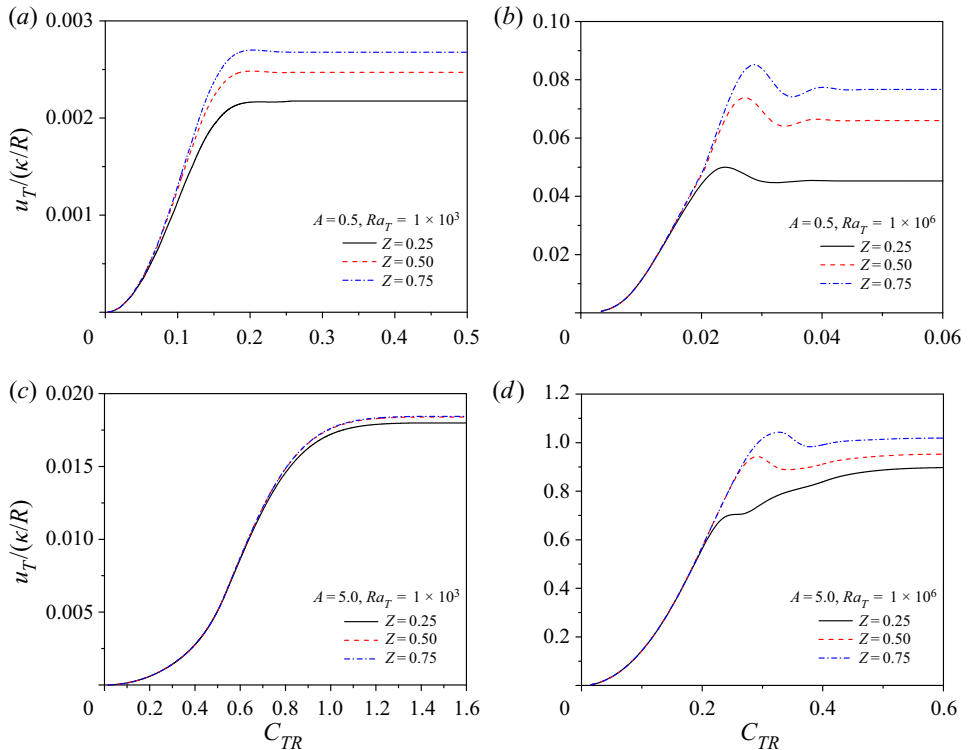 (a)
0.003
0.002
0.001
u_T/(κ/R)
A = 0.5, Ra_T = 1 × 10^3
Z = 0.25
Z = 0.50
Z = 0.75
0 0.1 0.2 0.3 0.4 0.5
(b)
0.10
0.08
0.06
0.04
0.02
A = 0.5, Ra_T = 1 × 10^6
Z = 0.25
Z = 0.50
Z = 0.75
0 0.02 0.04 0.06
(c)
0.020
0.015
0.010
0.005
u_T/(κ/R)
A = 5.0, Ra_T = 1 × 10^3
Z = 0.25
Z = 0.50
Z = 0.75
0 0.2 0.4 0.6 0.8 1.0 1.2 1.4 1.6
C_TR
(d)
1.2
1.0
0.8
0.6
0.4
0.2
A = 5.0, Ra_T = 1 × 10^6
Z = 0.25
Z = 0.50
Z = 0.75
0 0.2 0.4 0.6
C_TR